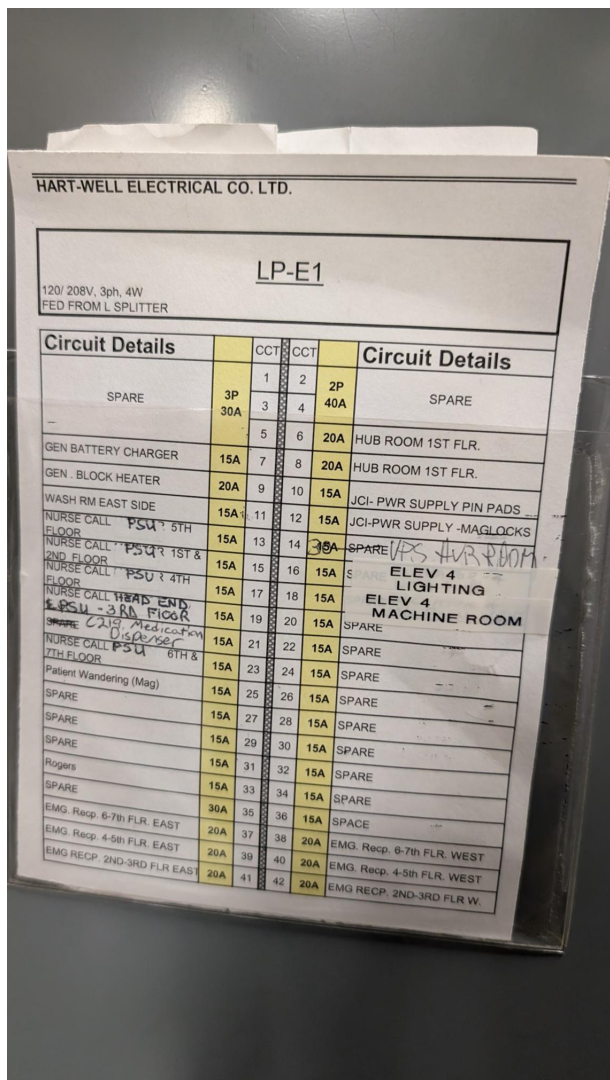 HART-WELL ELECTRICAL CO. LTD.
LP-E1
120/ 208V, 3ph, 4W
FED FROM L SPLITTER
Circuit Details CCT CCT Circuit Details
SPARE 3P 30A 1 2 2P 40A SPARE
3 4
5 6 20A HUB ROOM 1ST FLR.
GEN BATTERY CHARGER 15A 7 8 20A HUB ROOM 1ST FLR.
GEN . BLOCK HEATER 20A 9 10 15A JCI- PWR SUPPLY PIN PADS
WASH RM EAST SIDE 15A 11 12 15A JCI-PWR SUPPLY -MAGLOCKS
NURSE CALL PSU 5TH FLOOR 15A 13 14 30A SPARE UPS HUB ROOM
NURSE CALL PSU 1ST & 2ND FLOOR 15A 15 16 15A ELEV 4 LIGHTING
NURSE CALL PSU 4TH FLOOR 15A 17 18 15A ELEV 4 MACHINE ROOM
NURSE CALL HEAD END. & PSU - 3RD FLOOR 15A 19 20 15A SPARE
SPARE C219 Medication Dispenser 15A 21 22 15A SPARE
NURSE CALL PSU 6TH & 7TH FLOOR 15A 23 24 15A SPARE
Patient Wandering (Mag) 15A 25 26 15A SPARE
SPARE 15A 27 28 15A SPARE
SPARE 15A 29 30 15A SPARE
SPARE 15A 31 32 15A SPARE
Rogers 15A 33 34 15A SPARE
SPARE 30A 35 36 15A SPACE
EMG. Recp. 6-7th FLR. EAST 20A 37 38 20A EMG. Recp. 6-7th FLR. WEST
EMG. Recp. 4-5th FLR. EAST 20A 39 40 20A EMG. Recp. 4-5th FLR. WEST
EMG RECP. 2ND-3RD FLR EAST 20A 41 42 20A EMG RECP. 2ND-3RD FLR W.